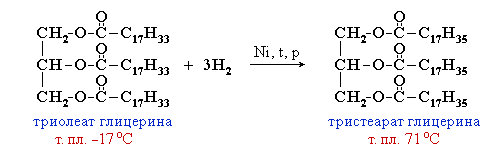 O O
CH2–O–C–C17H33 CH2–O–C–C17H35
O O
CH–O–C–C17H33 + 3H2 Ni, t, p CH–O–C–C17H35
O O
CH2–O–C–C17H33 CH2–O–C–C17H35
триолеат глицерина тристеарат глицерина
т. пл. –17 °C т. пл. 71 °C